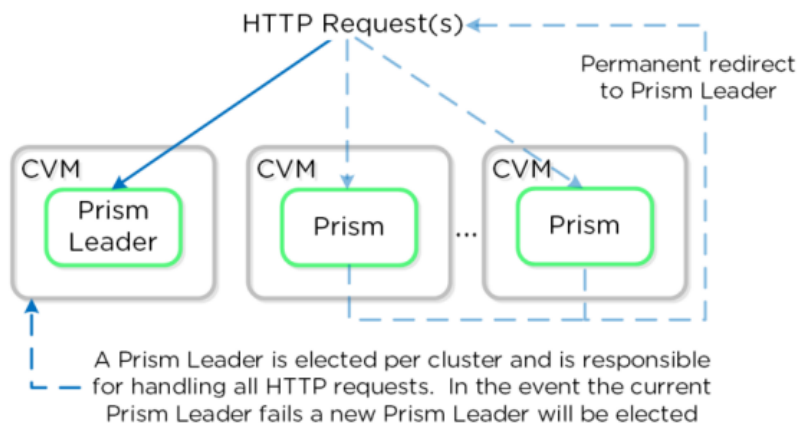 HTTP Request(s)
Permanent redirect
to Prism Leader
CVM
Prism
Leader
CVM
Prism
...
CVM
Prism
A Prism Leader is elected per cluster and is responsible
for handling all HTTP requests.  In the event the current
Prism Leader fails a new Prism Leader will be elected